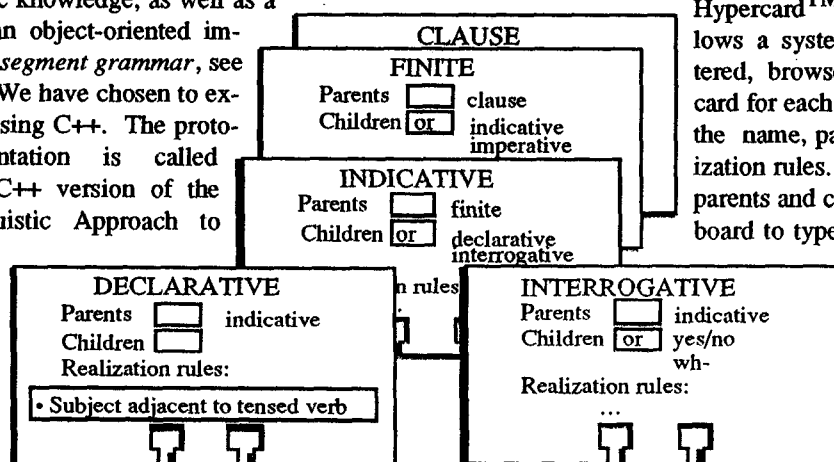 c knowledge, as well as a
an object-oriented im-
segment grammar, see
We have chosen to ex-
sing C++. The proto-
ntation is called
C++ version of the
uistic Approach to
CLAUSE
FINITE
Parents clause
Children or indicative
imperative
INDICATIVE
Parents finite
Children or declarative
interrogative
n rules
DECLARATIVE
Parents indicative
Children
Realization rules:
• Subject adjacent to tensed verb
INTERROGATIVE
Parents indicative
Children or yes/no
wh-
Realization rules:
...
Hypercard™
lows a syste
tered, brows
card for each
the name, pa
ization rules.
parents and c
board to type